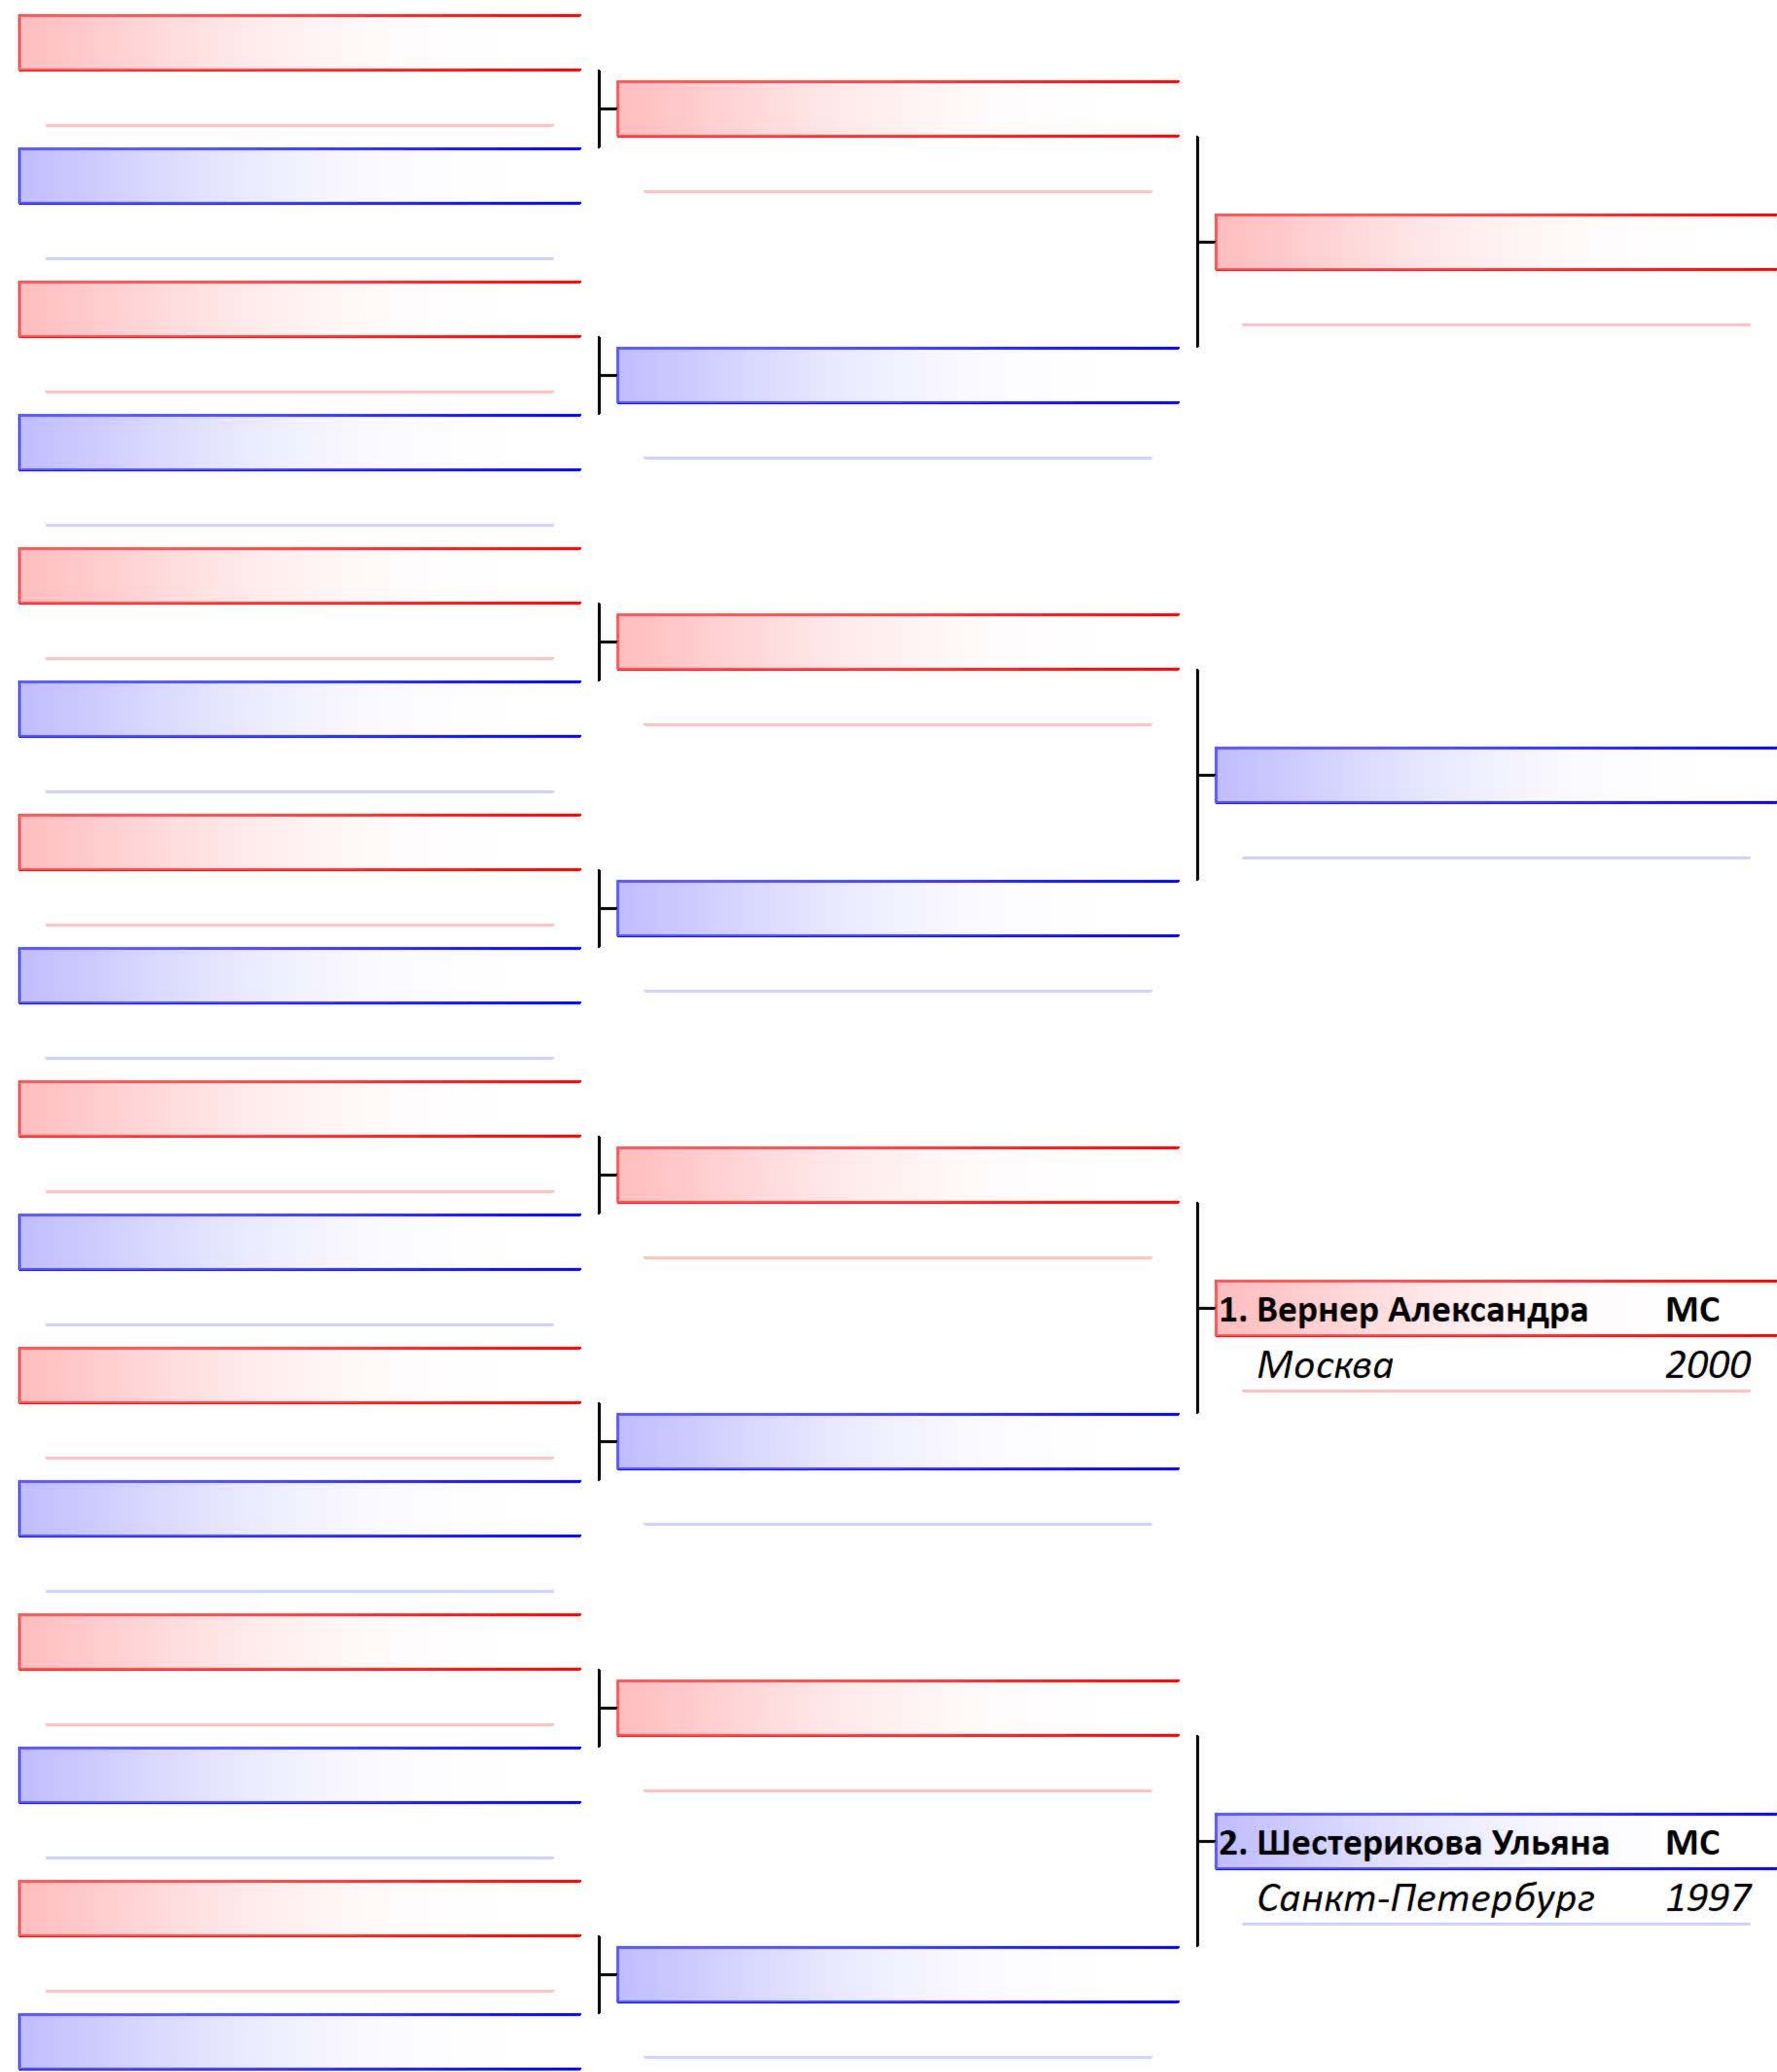 1. Вернер Александра МС
Москва 2000
2. Шестерикова Ульяна МС
Санкт-Петербург 1997